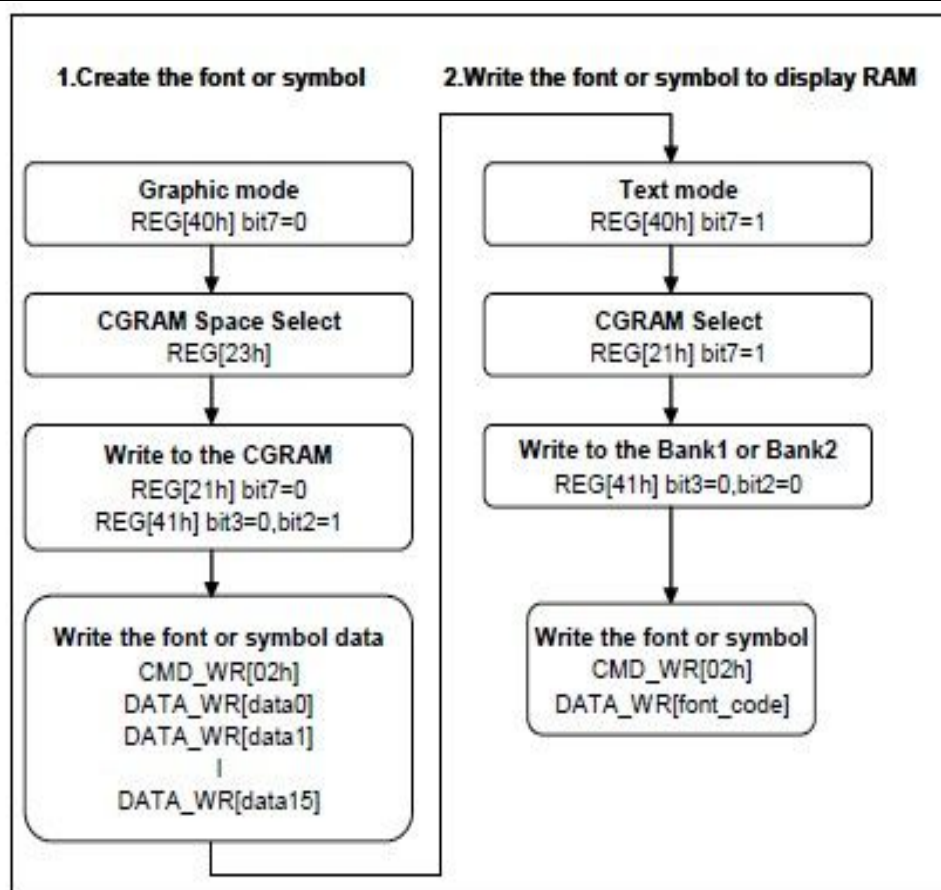 1.Create the font or symbol
Graphic mode
REG[40h] bit7=0
CGRAM Space Select
REG[23h]
Write to the CGRAM
REG[21h] bit7=0
REG[41h] bit3=0,bit2=1
Write the font or symbol data
CMD_WR[02h]
DATA_WR[data0]
DATA_WR[data1]
|
DATA_WR[data15]
2.Write the font or symbol to display RAM
Text mode
REG[40h] bit7=1
CGRAM Select
REG[21h] bit7=1
Write to the Bank1 or Bank2
REG[41h] bit3=0,bit2=0
Write the font or symbol
CMD_WR[02h]
DATA_WR[font_code]